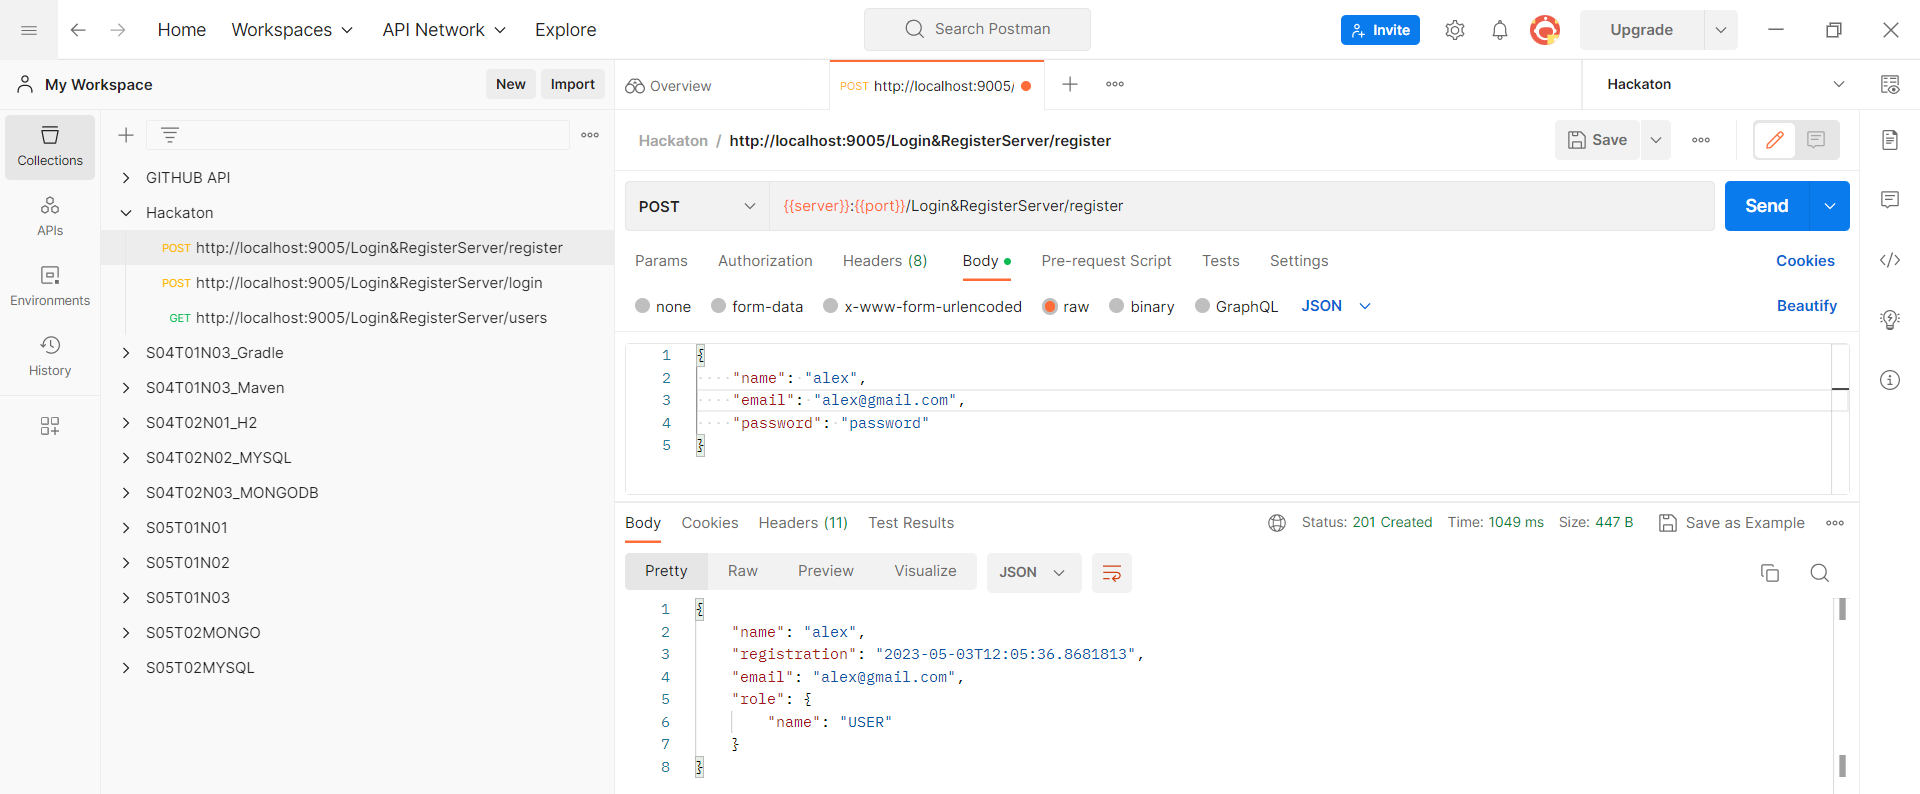 Home Workspaces API Network Explore Search Postman Invite Upgrade
My Workspace New Import Overview POST http://localhost:9005/ Hackaton
Collections
APIs
Environments
History
GITHUB API
Hackaton
POST http://localhost:9005/Login&RegisterServer/register
POST http://localhost:9005/Login&RegisterServer/login
GET http://localhost:9005/Login&RegisterServer/users
S04T01N03_Gradle
S04T01N03_Maven
S04T02N01_H2
S04T02N02_MYSQL
S04T02N03_MONGODB
S05T01N01
S05T01N02
S05T01N03
S05T02MONGO
S05T02MYSQL
Hackaton / http://localhost:9005/Login&RegisterServer/register Save
POST {{server}}:{{port}}/Login&RegisterServer/register Send
Params Authorization Headers (8) Body Pre-request Script Tests Settings Cookies
none form-data x-www-form-urlencoded raw binary GraphQL JSON Beautify
1 {
2 "name": "alex",
3 "email": "alex@gmail.com",
4 "password": "password"
5 }
Body Cookies Headers (11) Test Results Status: 201 Created Time: 1049 ms Size: 447 B Save as Example
Pretty Raw Preview Visualize JSON
1 {
2 "name": "alex",
3 "registration": "2023-05-03T12:05:36.8681813",
4 "email": "alex@gmail.com",
5 "role": {
6 "name": "USER"
7 }
8 }